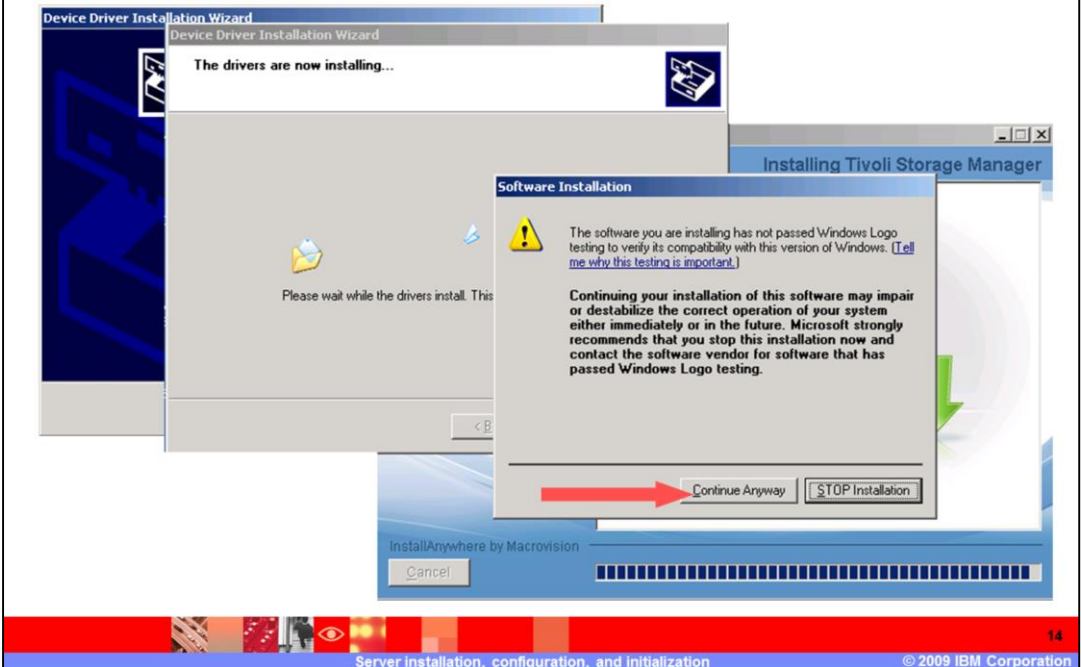 Device Driver Installation Wizard
Device Driver Installation Wizard
The drivers are now installing...
Please wait while the drivers install. This
< B
Installing Tivoli Storage Manager
Software Installation
The software you are installing has not passed Windows Logo
testing to verify its compatibility with this version of Windows. (Tell
me why this testing is important.)
Continuing your installation of this software may impair
or destabilize the correct operation of your system
either immediately or in the future. Microsoft strongly
recommends that you stop this installation now and
contact the software vendor for software that has
passed Windows Logo testing.
Continue Anyway
STOP Installation
InstallAnywhere by Macrovision
Cancel
14
Server installation, configuration, and initialization
© 2009 IBM Corporation